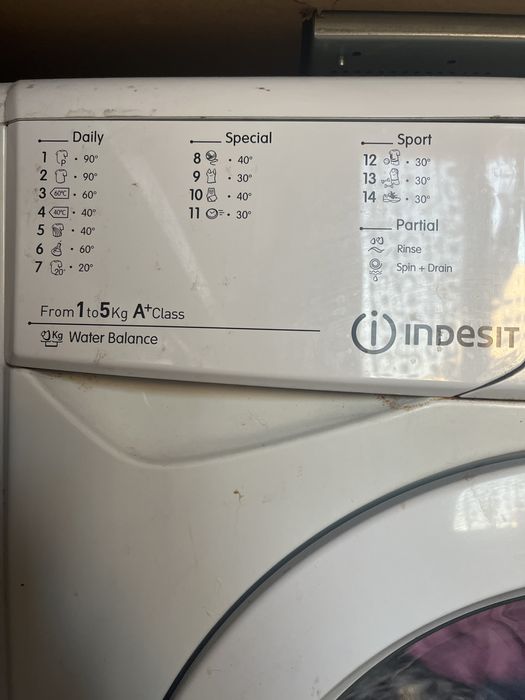 Daily
1 P • 90°
2 • 90°
3 60°C • 60°
4 40°C • 40°
5 • 40°
6 • 60°
7 20° • 20°
Special
8 • 40°
9 • 30°
10 • 40°
11 • 30°
Sport
12 • 30°
13 • 30°
14 • 30°
Partial
Rinse
Spin + Drain
From 1 to 5 Kg A+ Class
Kg Water Balance
INDESIT